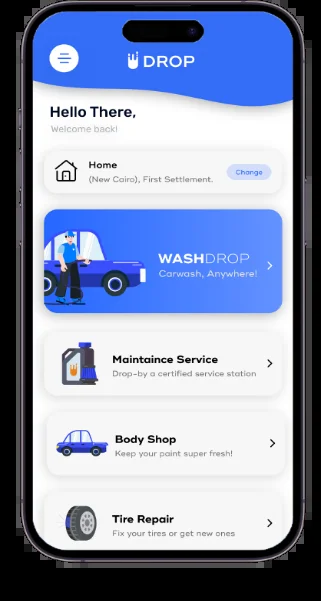 DROP
Hello There,
Welcome back!
Home
(New Cairo), First Settlement.
Change
WASHDROP
Carwash, Anywhere!
Maintaince Service
Drop-by a certified service station
Body Shop
Keep your paint super fresh!
Tire Repair
Fix your tires or get new ones